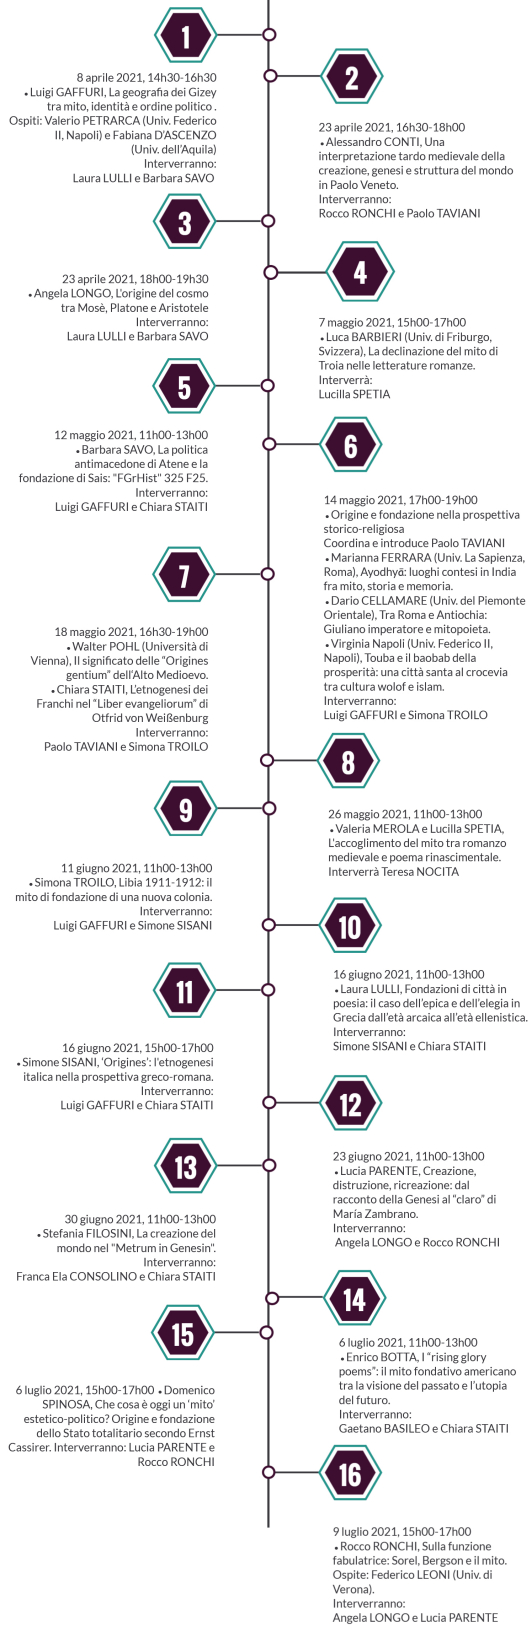 1
8 aprile 2021, 14h30-16h30
• Luigi GAFFURI, La geografia dei Gizey
tra mito, identità e ordine politico .
Ospiti: Valerio PETRARCA (Univ. Federico
II, Napoli) e Fabiana D'ASCENZO
(Univ. dell'Aquila)
Interverranno:
Laura LULLI e Barbara SAVO
2
23 aprile 2021, 16h30-18h00
• Alessandro CONTI, Una
interpretazione tardo medievale della
creazione, genesi e struttura del mondo
in Paolo Veneto.
Interverranno:
Rocco RONCHI e Paolo TAVIANI
3
23 aprile 2021, 18h00-19h30
• Angela LONGO, L'origine del cosmo
tra Mosè, Platone e Aristotele
Interverranno:
Laura LULLI e Barbara SAVO
4
7 maggio 2021, 15h00-17h00
• Luca BARBIERI (Univ. di Friburgo,
Svizzera), La declinazione del mito di
Troia nelle letterature romanze.
Interverrà:
Lucilla SPETIA
5
12 maggio 2021, 11h00-13h00
• Barbara SAVO, La politica
antimacedone di Atene e la
fondazione di Sais: "FGrHist" 325 F25.
Interverranno:
Luigi GAFFURI e Chiara STAITI
6
14 maggio 2021, 17h00-19h00
• Origine e fondazione nella prospettiva
storico-religiosa
Coordina e introduce Paolo TAVIANI
• Marianna FERRARA (Univ. La Sapienza,
Roma), Ayodhyā: luoghi contesi in India
fra mito, storia e memoria.
• Dario CELLAMARE (Univ. del Piemonte
Orientale), Tra Roma e Antiochia:
Giuliano imperatore e mitopoieta.
• Virginia Napoli (Univ. Federico II,
Napoli), Touba e il baobab della
prosperità: una città santa al crocevia
tra cultura wolof e islam.
Interverranno:
Luigi GAFFURI e Simona TROILO
7
18 maggio 2021, 16h30-19h00
• Walter POHL (Università di
Vienna), Il significato delle "Origines
gentium" dell'Alto Medioevo.
• Chiara STAITI, L'etnogenesi dei
Franchi nel "Liber evangeliorum" di
Otfrid von Weißenburg
Interverranno:
Paolo TAVIANI e Simona TROILO
8
26 maggio 2021, 11h00-13h00
• Valeria MEROLA e Lucilla SPETIA,
L'accoglimento del mito tra romanzo
medievale e poema rinascimentale.
Interverrà Teresa NOCITA
9
11 giugno 2021, 11h00-13h00
• Simona TROILO, Libia 1911-1912: il
mito di fondazione di una nuova colonia.
Interverranno:
Luigi GAFFURI e Simone SISANI
10
16 giugno 2021, 11h00-13h00
• Laura LULLI, Fondazioni di città in
poesia: il caso dell'epica e dell'elegia in
Grecia dall'età arcaica all'età ellenistica.
Interverranno:
Simone SISANI e Chiara STAITI
11
16 giugno 2021, 15h00-17h00
• Simone SISANI, 'Origines': l'etnogenesi
italica nella prospettiva greco-romana.
Interverranno:
Luigi GAFFURI e Chiara STAITI
12
23 giugno 2021, 11h00-13h00
• Lucia PARENTE, Creazione,
distruzione, ricreazione: dal
racconto della Genesi al "claro" di
María Zambrano.
Interverranno:
Angela LONGO e Rocco RONCHI
13
30 giugno 2021, 11h00-13h00
• Stefania FILOSINI, La creazione del
mondo nel "Metrum in Genesin".
Interverranno:
Franca Ela CONSOLINO e Chiara STAITI
14
6 luglio 2021, 11h00-13h00
• Enrico BOTTA, I "rising glory
poems": il mito fondativo americano
tra la visione del passato e l'utopia
del futuro.
Interverranno:
Gaetano BASILEO e Chiara STAITI
15
6 luglio 2021, 15h00-17h00 • Domenico
SPINOSA, Che cosa è oggi un 'mito'
estetico-politico? Origine e fondazione
dello Stato totalitario secondo Ernst
Cassirer. Interverranno: Lucia PARENTE e
Rocco RONCHI
16
9 luglio 2021, 15h00-17h00
• Rocco RONCHI, Sulla funzione
fabulatrice: Sorel, Bergson e il mito.
Ospite: Federico LEONI (Univ. di
Verona).
Interverranno:
Angela LONGO e Lucia PARENTE